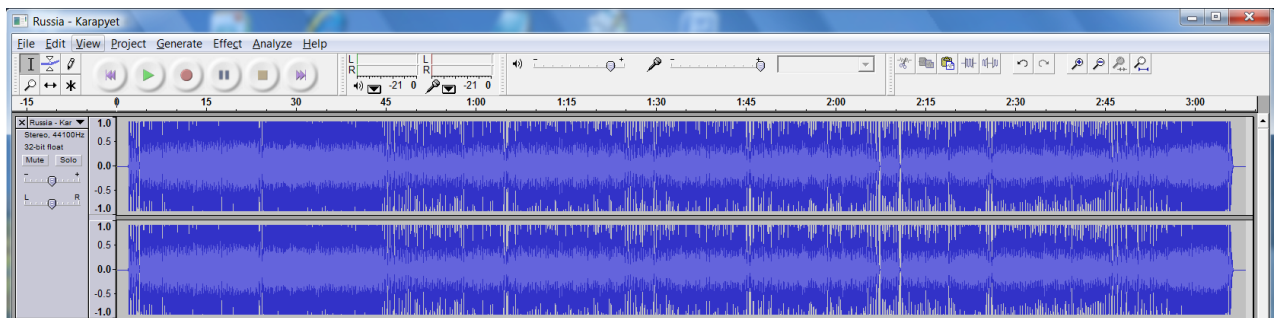 Russia - Karapyet
File Edit View Project Generate Effect Analyze Help
L L
R R
-21 0 -21 0
- + - +
-15 0 15 30 45 1:00 1:15 1:30 1:45 2:00 2:15 2:30 2:45 3:00
X Russia - Kar 1.0
Stereo, 44100Hz 0.5
32-bit float
Mute Solo 0.0
- +
-0.5
L R
-1.0
1.0
0.5
0.0
-0.5
-1.0